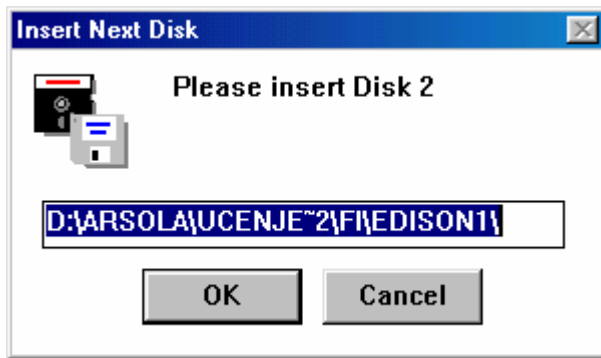 Insert Next Disk
Please insert Disk 2
D:\ARSOLA\UCENJE~2\FI\EDISON1\
OK
Cancel